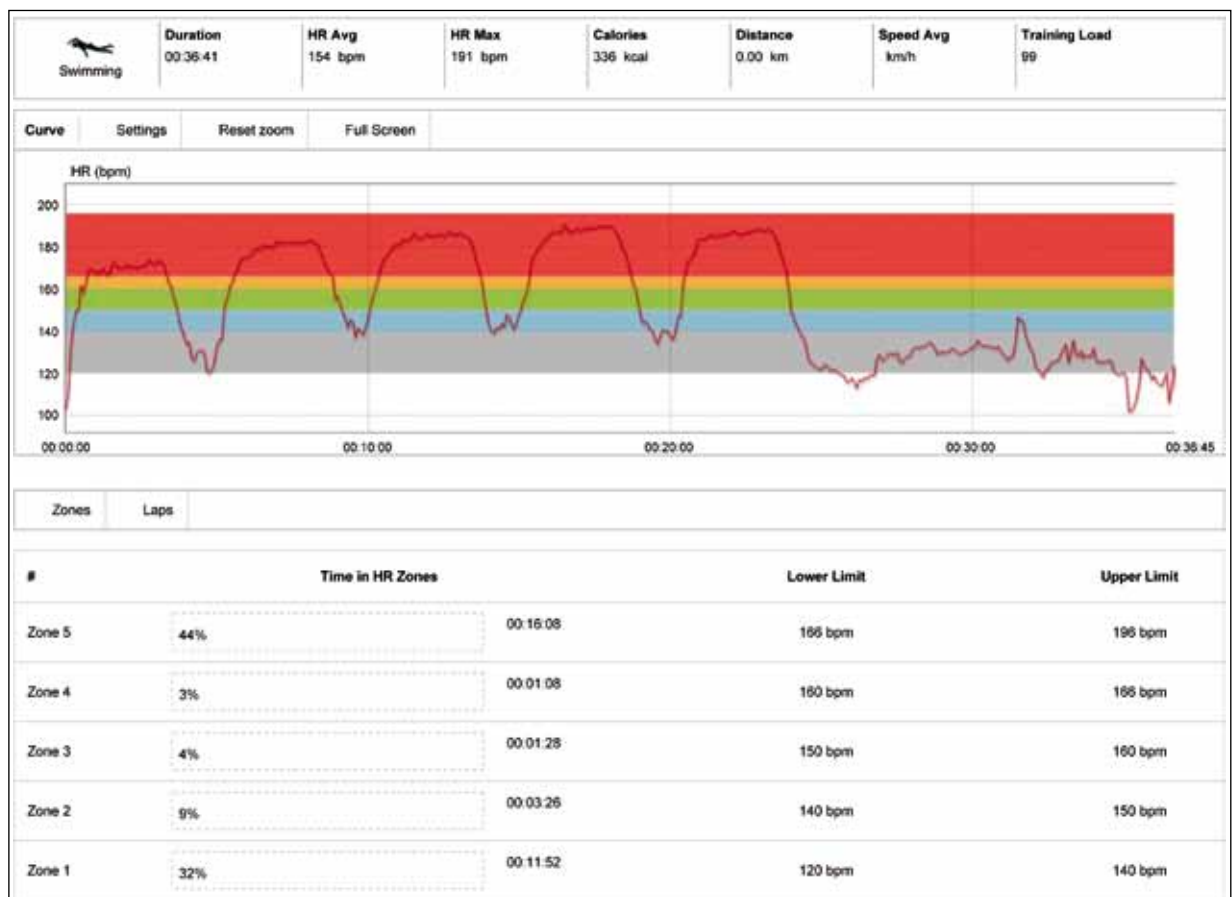 Duration HR Avg HR Max Calories Distance Speed Avg Training Load
00:36:41 154 bpm 191 bpm 336 kcal 0.00 km km/h 99
Swimming
Curve Settings Reset zoom Full Screen
HR (bpm)
200
180
160
140
120
100
00:00:00 00:10:00 00:20:00 00:30:00 00:36:45
Zones Laps
# Time in HR Zones Lower Limit Upper Limit
Zone 5 44% 00:16:08 166 bpm 196 bpm
Zone 4 3% 00:01:08 160 bpm 166 bpm
Zone 3 4% 00:01:28 150 bpm 160 bpm
Zone 2 9% 00:03:26 140 bpm 150 bpm
Zone 1 32% 00:11:52 120 bpm 140 bpm